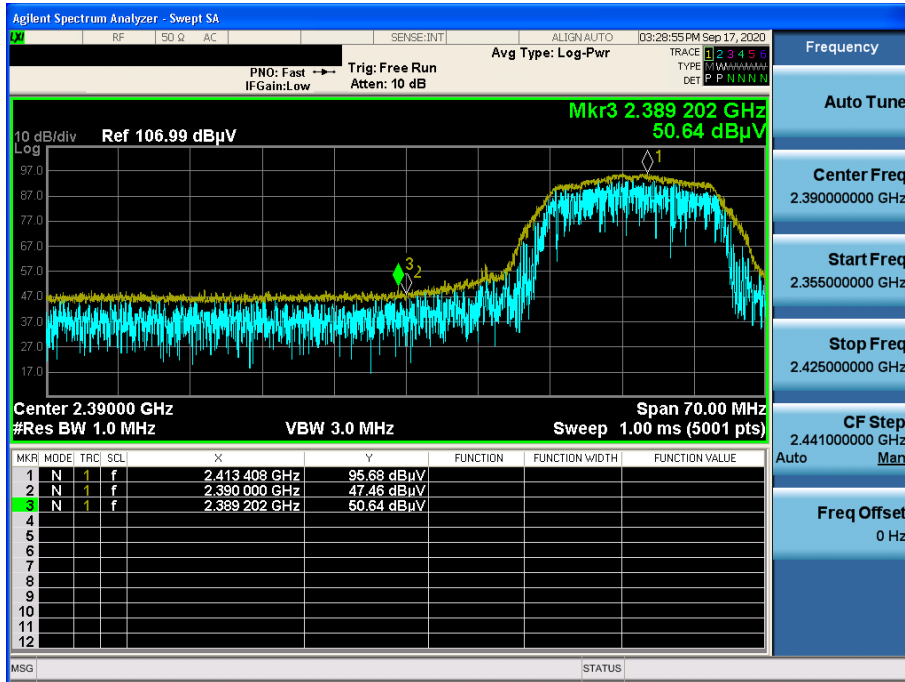 Agilent Spectrum Analyzer - Swept SA
LXI RF 50 Ω AC SENSE:INT ALIGN AUTO 03:28:55 PM Sep 17, 2020
PNO: Fast
IFGain:Low
Trig: Free Run
Atten: 10 dB
Avg Type: Log-Pwr
TRACE 1 2 3 4 5 6
TYPE M WWWWW
DET P P N N N N
Mkr3 2.389 202 GHz
50.64 dBµV
10 dB/div Ref 106.99 dBµV
Log
97.0
87.0
77.0
67.0
57.0
47.0
37.0
27.0
17.0
1
3
2
Center 2.39000 GHz Span 70.00 MHz
#Res BW 1.0 MHz VBW 3.0 MHz Sweep 1.00 ms (5001 pts)
MKR MODE TRC SCL X Y FUNCTION FUNCTION WIDTH FUNCTION VALUE
1 N 1 f 2.413 408 GHz 95.68 dBµV
2 N 1 f 2.390 000 GHz 47.46 dBµV
3 N 1 f 2.389 202 GHz 50.64 dBµV
4
5
6
7
8
9
10
11
12
MSG STATUS
Frequency
Auto Tune
Center Freq
2.390000000 GHz
Start Freq
2.355000000 GHz
Stop Freq
2.425000000 GHz
CF Step
2.441000000 GHz
Auto Man
Freq Offset
0 Hz